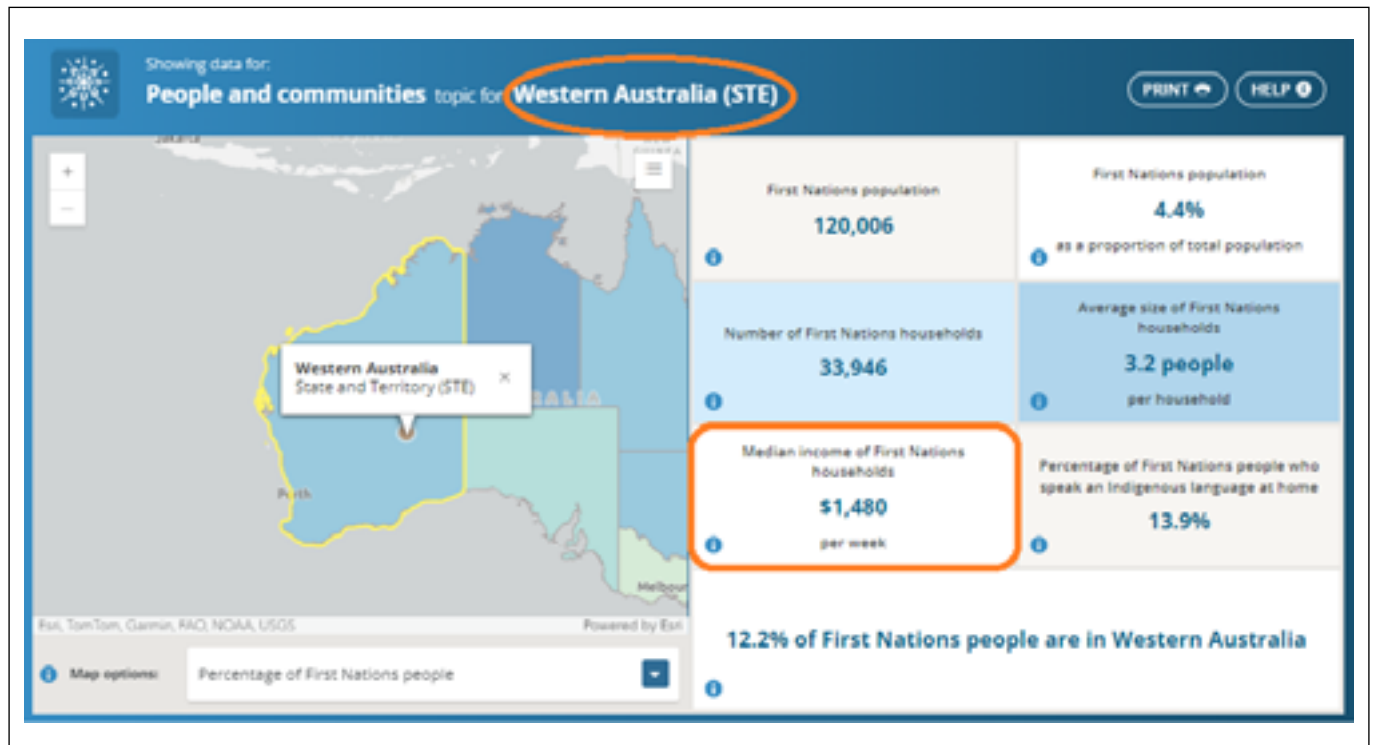 Showing data for:
People and communities topic for Western Australia (STE)
PRINT
HELP
+
−
Western Australia
State and Territory (STE)
×
Perth
Melbour
Esri, TomTom, Garmin, FAO, NOAA, USGS
Powered by Esri
Map options:
Percentage of First Nations people
First Nations population
120,006
First Nations population
4.4%
as a proportion of total population
Number of First Nations households
33,946
Average size of First Nations
households
3.2 people
per household
Median income of First Nations
households
$1,480
per week
Percentage of First Nations people who
speak an Indigenous language at home
13.9%
12.2% of First Nations people are in Western Australia